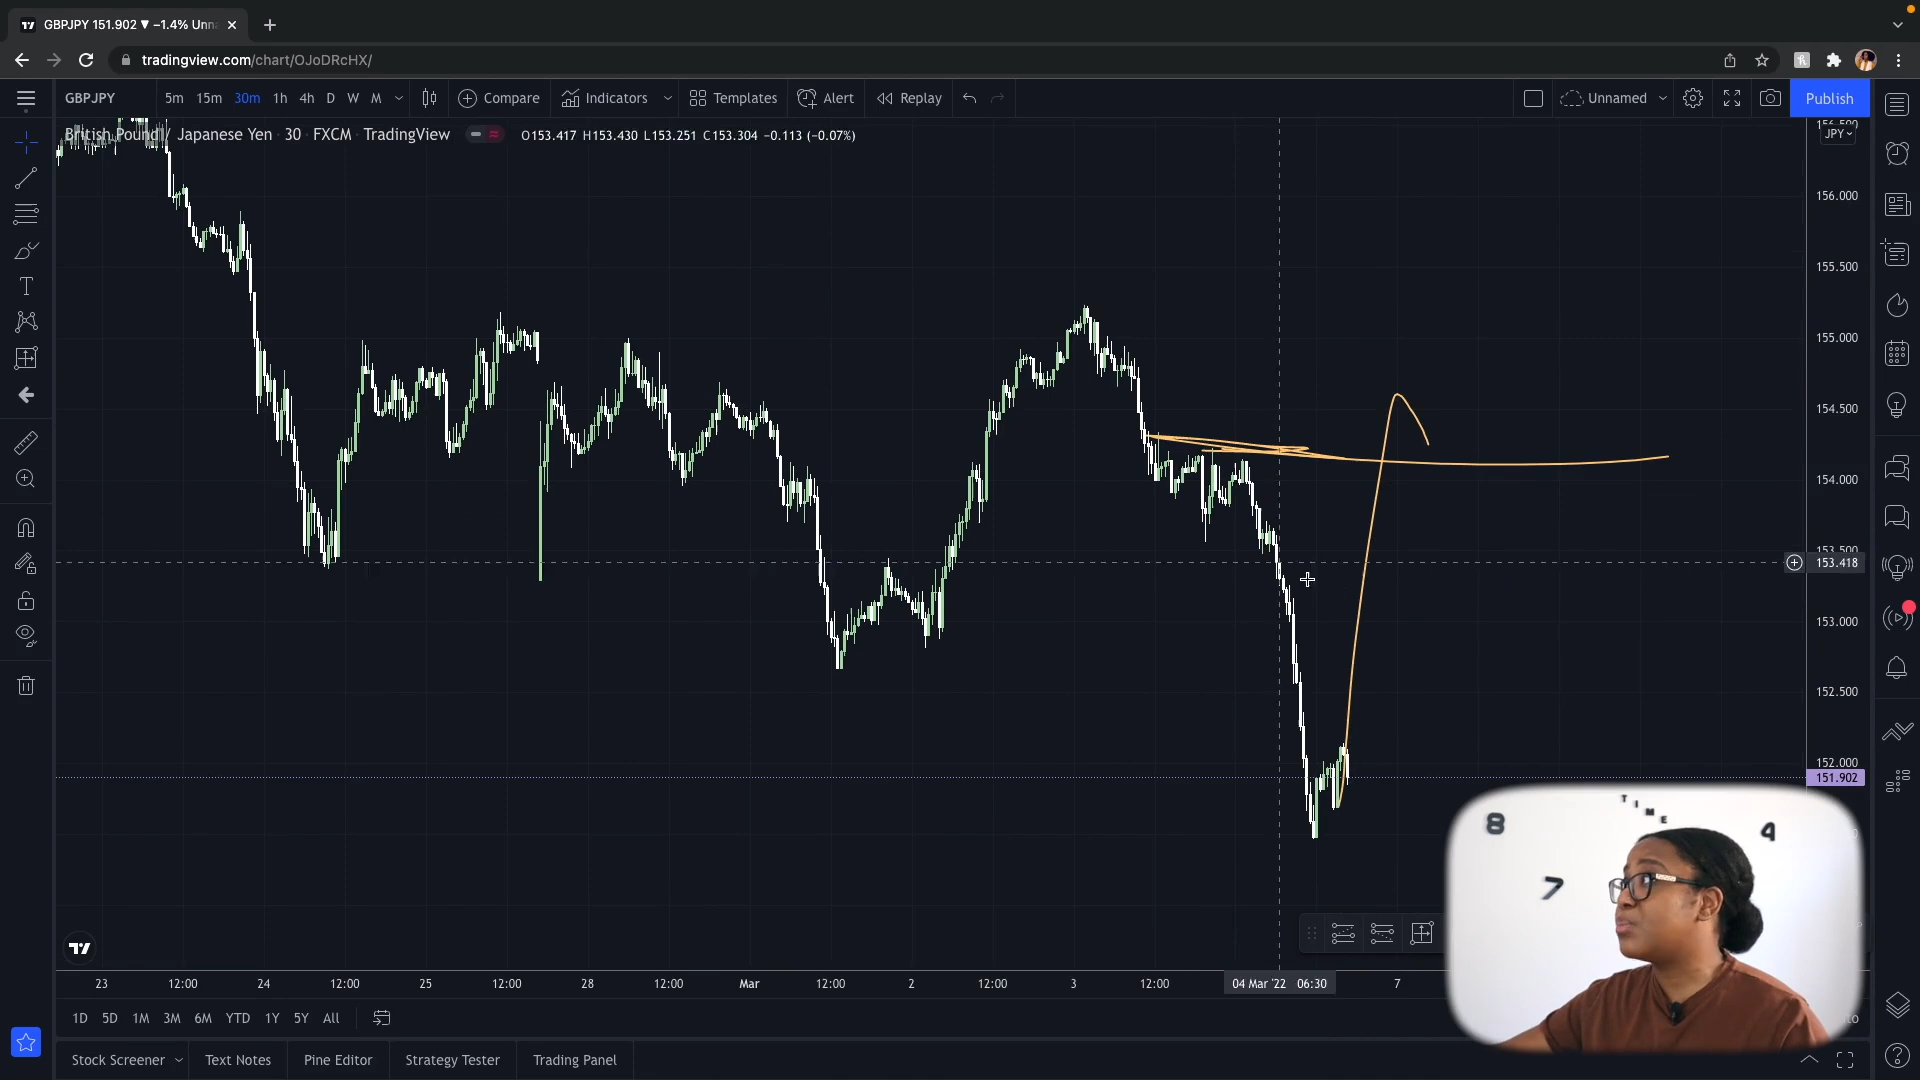 GBPJPY 151.902 ▼ −1.4% Unn
tradingview.com/chart/OJoDRcHX/
GBPJPY 5m 15m 30m 1h 4h D W M Compare Indicators Templates Alert Replay Unnamed Publish
British Pound / Japanese Yen 30 FXCM TradingView O153.417 H153.430 L153.251 C153.304 −0.113 (−0.07%)
156.500
JPY
156.000
155.500
155.000
154.500
154.000
153.500
153.418
153.000
152.500
152.000
151.902
TIME
8 4
7
23 12:00 24 12:00 25 12:00 28 12:00 Mar 12:00 2 12:00 3 12:00 04 Mar '22 06:30 7
1D 5D 1M 3M 6M YTD 1Y 5Y All
Stock Screener Text Notes Pine Editor Strategy Tester Trading Panel